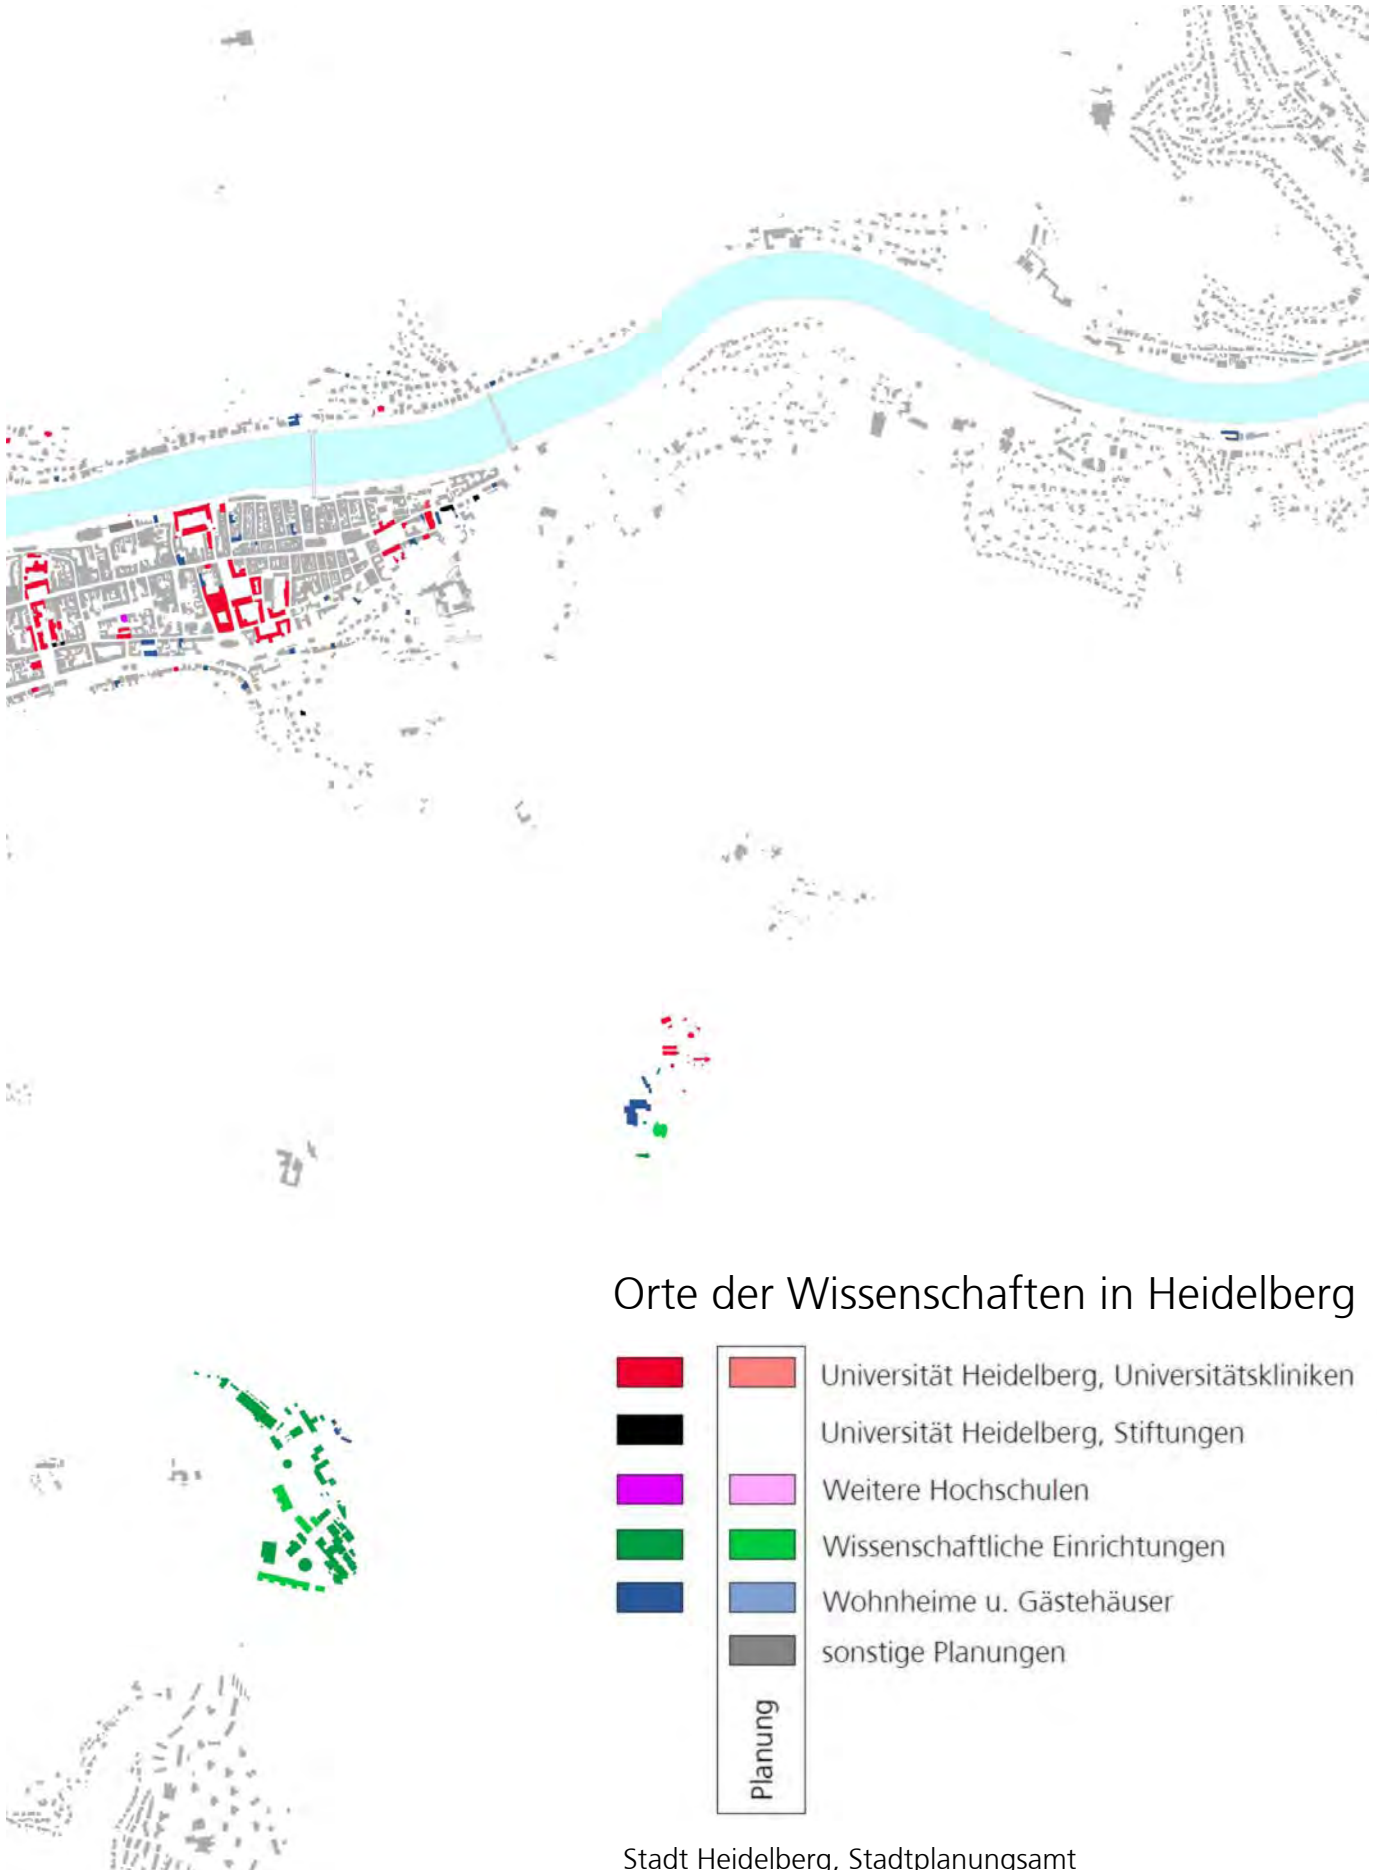 Orte der Wissenschaften in Heidelberg
Universität Heidelberg, Universitätskliniken
Universität Heidelberg, Stiftungen
Weitere Hochschulen
Wissenschaftliche Einrichtungen
Wohnheime u. Gästehäuser
sonstige Planungen
Planung
Stadt Heidelberg, Stadtplanungsamt